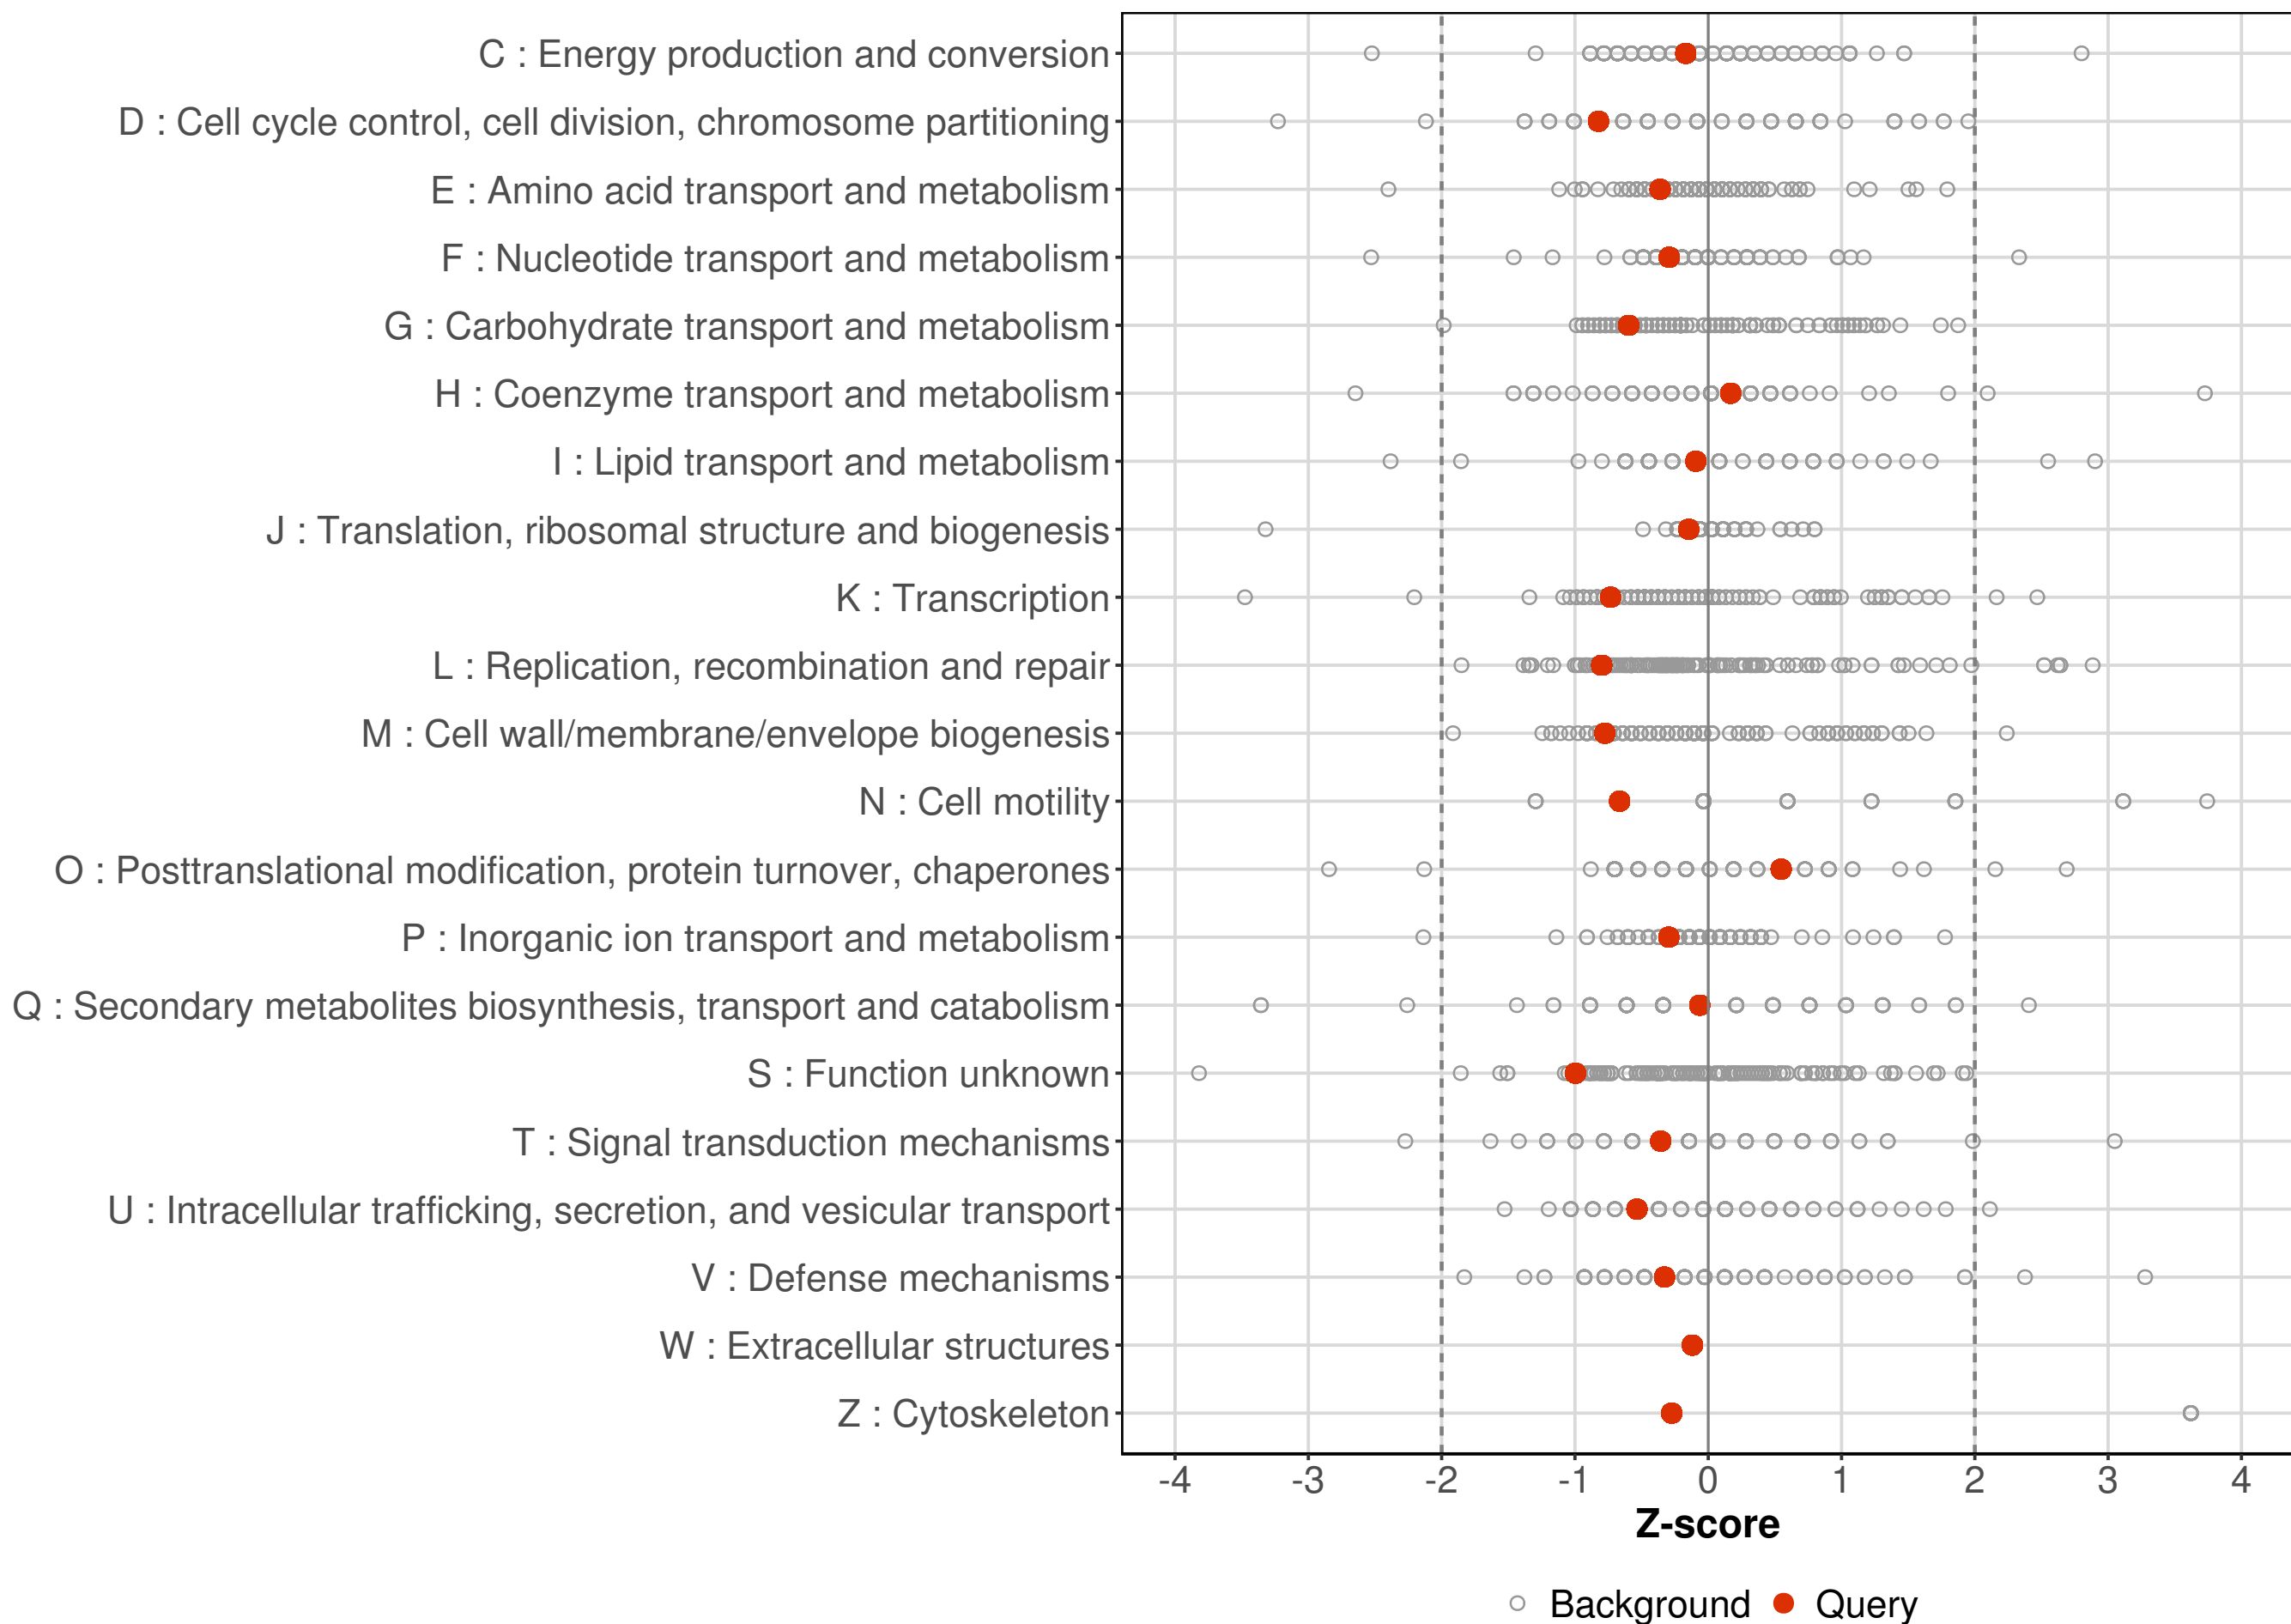 C : Energy production and conversion
D : Cell cycle control, cell division, chromosome partitioning
E : Amino acid transport and metabolism
F : Nucleotide transport and metabolism
G : Carbohydrate transport and metabolism
H : Coenzyme transport and metabolism
I : Lipid transport and metabolism
J : Translation, ribosomal structure and biogenesis
K : Transcription
L : Replication, recombination and repair
M : Cell wall/membrane/envelope biogenesis
N : Cell motility
O : Posttranslational modification, protein turnover, chaperones
P : Inorganic ion transport and metabolism
Q : Secondary metabolites biosynthesis, transport and catabolism
S : Function unknown
T : Signal transduction mechanisms
U : Intracellular trafficking, secretion, and vesicular transport
V : Defense mechanisms
W : Extracellular structures
Z : Cytoskeleton
-4 -3 -2 -1 0 1 2 3 4
Z-score
Background Query